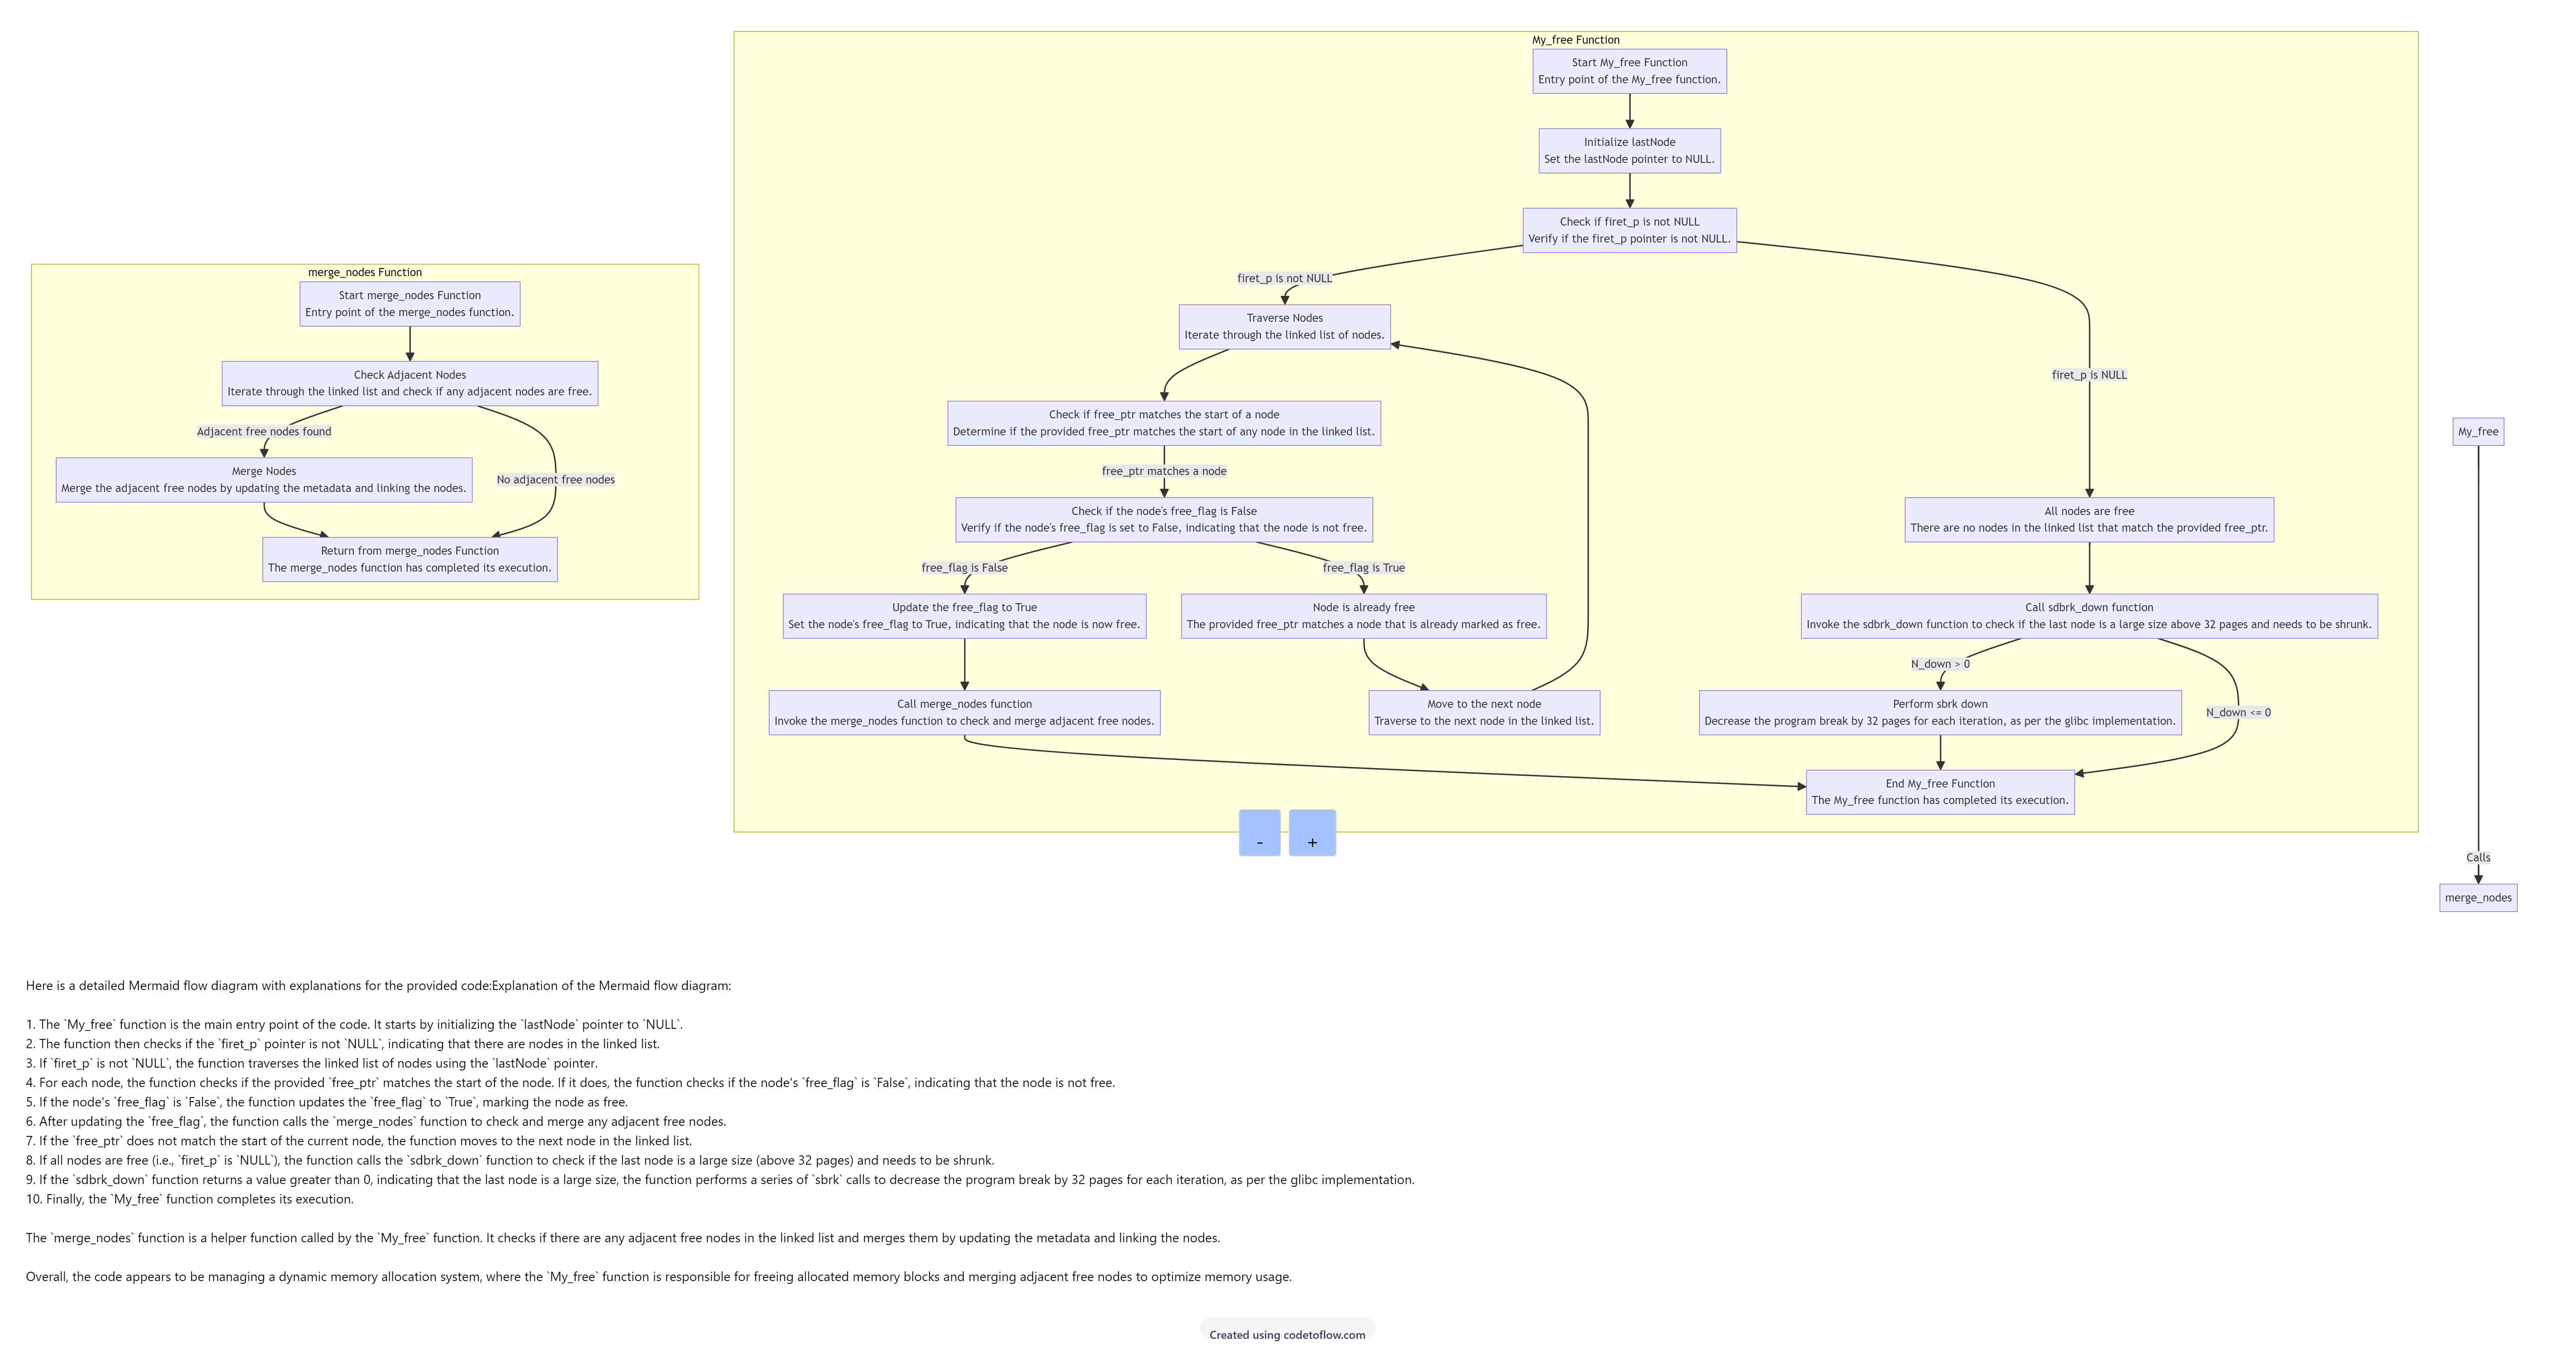 merge_nodes Function
Start merge_nodes Function
Entry point of the merge_nodes function.
Check Adjacent Nodes
Iterate through the linked list and check if any adjacent nodes are free.
Adjacent free nodes found
No adjacent free nodes
Merge Nodes
Merge the adjacent free nodes by updating the metadata and linking the nodes.
Return from merge_nodes Function
The merge_nodes function has completed its execution.
My_free Function
Start My_free Function
Entry point of the My_free function.
Initialize lastNode
Set the lastNode pointer to NULL.
Check if firet_p is not NULL
Verify if the firet_p pointer is not NULL.
firet_p is not NULL
firet_p is NULL
Traverse Nodes
Iterate through the linked list of nodes.
Check if free_ptr matches the start of a node
Determine if the provided free_ptr matches the start of any node in the linked list.
free_ptr matches a node
Check if the node's free_flag is False
Verify if the node's free_flag is set to False, indicating that the node is not free.
free_flag is False
free_flag is True
Update the free_flag to True
Set the node's free_flag to True, indicating that the node is now free.
Node is already free
The provided free_ptr matches a node that is already marked as free.
Call merge_nodes function
Invoke the merge_nodes function to check and merge adjacent free nodes.
Move to the next node
Traverse to the next node in the linked list.
All nodes are free
There are no nodes in the linked list that match the provided free_ptr.
Call sdbrk_down function
Invoke the sdbrk_down function to check if the last node is a large size above 32 pages and needs to be shrunk.
N_down > 0
N_down <= 0
Perform sbrk down
Decrease the program break by 32 pages for each iteration, as per the glibc implementation.
End My_free Function
The My_free function has completed its execution.
My_free
Calls
merge_nodes
-
+
Here is a detailed Mermaid flow diagram with explanations for the provided code:Explanation of the Mermaid flow diagram:
1. The `My_free` function is the main entry point of the code. It starts by initializing the `lastNode` pointer to `NULL`.
2. The function then checks if the `firet_p` pointer is not `NULL`, indicating that there are nodes in the linked list.
3. If `firet_p` is not `NULL`, the function traverses the linked list of nodes using the `lastNode` pointer.
4. For each node, the function checks if the provided `free_ptr` matches the start of the node. If it does, the function checks if the node's `free_flag` is `False`, indicating that the node is not free.
5. If the node's `free_flag` is `False`, the function updates the `free_flag` to `True`, marking the node as free.
6. After updating the `free_flag`, the function calls the `merge_nodes` function to check and merge any adjacent free nodes.
7. If the `free_ptr` does not match the start of the current node, the function moves to the next node in the linked list.
8. If all nodes are free (i.e., `firet_p` is `NULL`), the function calls the `sdbrk_down` function to check if the last node is a large size (above 32 pages) and needs to be shrunk.
9. If the `sdbrk_down` function returns a value greater than 0, indicating that the last node is a large size, the function performs a series of `sbrk` calls to decrease the program break by 32 pages for each iteration, as per the glibc implementation.
10. Finally, the `My_free` function completes its execution.
The `merge_nodes` function is a helper function called by the `My_free` function. It checks if there are any adjacent free nodes in the linked list and merges them by updating the metadata and linking the nodes.
Overall, the code appears to be managing a dynamic memory allocation system, where the `My_free` function is responsible for freeing allocated memory blocks and merging adjacent free nodes to optimize memory usage.
Created using codetoflow.com